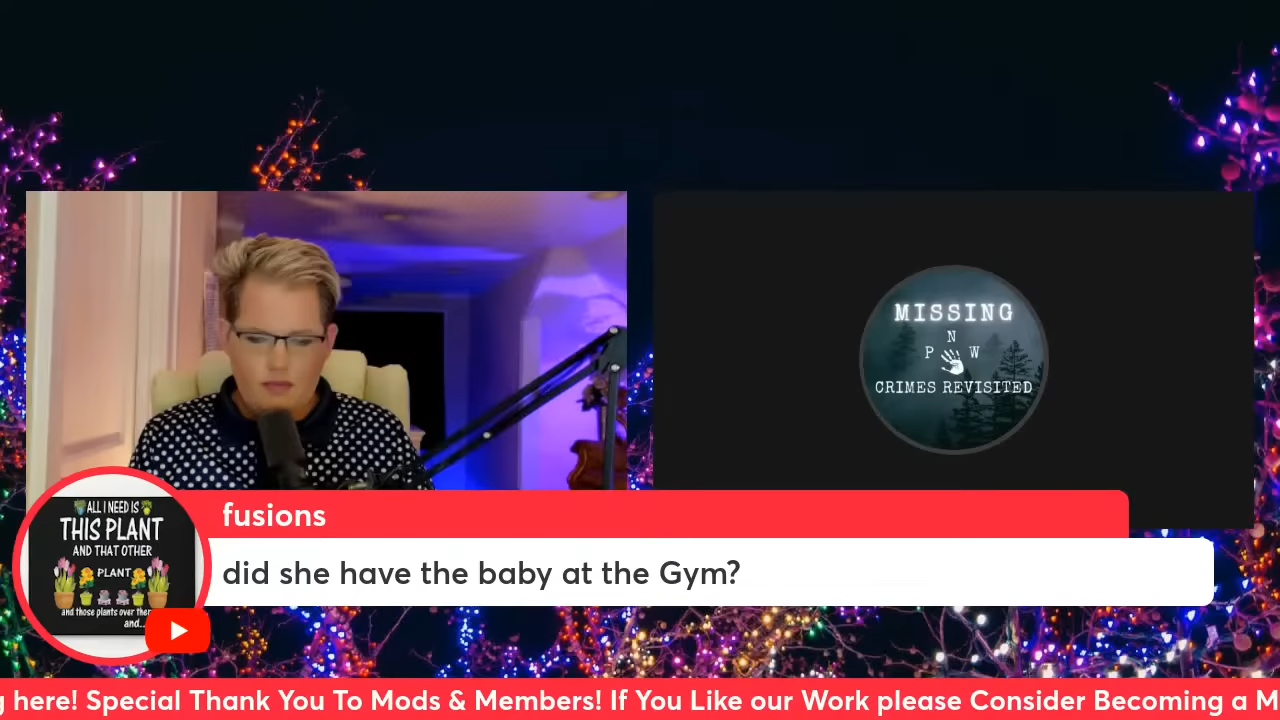 MISSING
N
P W
CRIMES REVISITED
fusions
did she have the baby at the Gym?
ALL I NEED IS
THIS PLANT
AND THAT OTHER
PLANT
and those plants over there
and...
g here! Special Thank You To Mods & Members! If You Like our Work please Consider Becoming a M